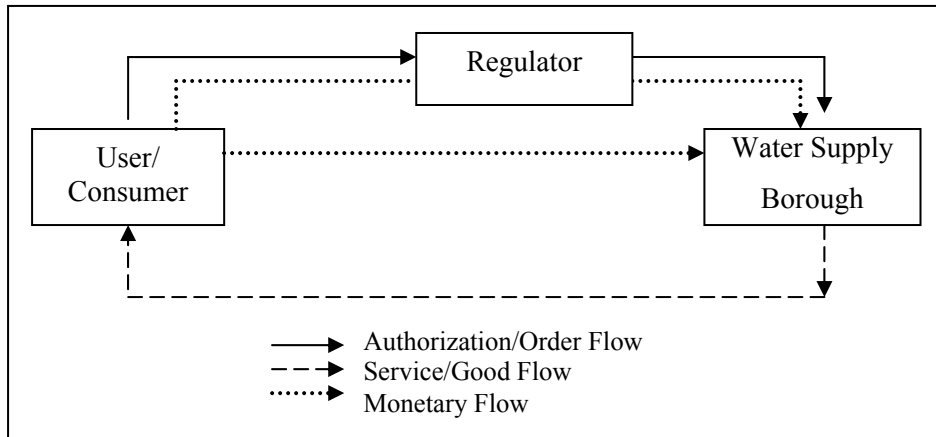 Regulator
User/
Consumer
Water Supply
Borough
Authorization/Order Flow
Service/Good Flow
Monetary Flow